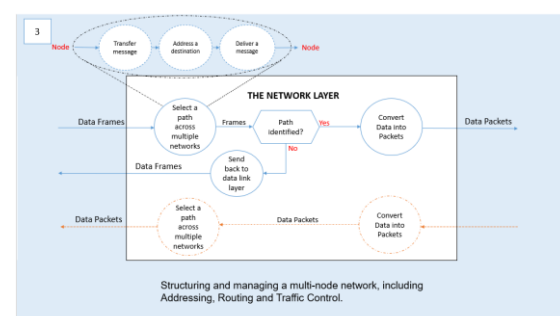 3
Node
Transfer
message
Address a
destination
Deliver a
message
Node
THE NETWORK LAYER
Data Frames
Select a
path
across
multiple
networks
Frames
Path
identified?
Yes
Convert
Data into
Packets
Data Packets
No
Data Frames
Send
back to
data link
layer
Data Packets
Select a
path
across
multiple
networks
Data Packets
Convert
Data into
Packets
Structuring and managing a multi-node network, including
Addressing, Routing and Traffic Control.